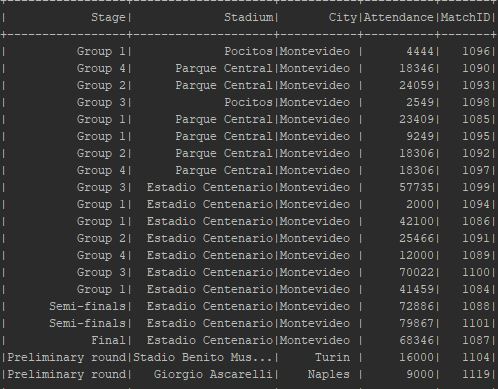 +-----------------+--------------------+-----------+----------+-------+
|            Stage|             Stadium|       City|Attendance|MatchID|
+-----------------+--------------------+-----------+----------+-------+
|          Group 1|             Pocitos|Montevideo |      4444|   1096|
|          Group 4|      Parque Central|Montevideo |     18346|   1090|
|          Group 2|      Parque Central|Montevideo |     24059|   1093|
|          Group 3|             Pocitos|Montevideo |      2549|   1098|
|          Group 1|      Parque Central|Montevideo |     23409|   1085|
|          Group 1|      Parque Central|Montevideo |      9249|   1095|
|          Group 2|      Parque Central|Montevideo |     18306|   1092|
|          Group 4|      Parque Central|Montevideo |     18306|   1097|
|          Group 3|  Estadio Centenario|Montevideo |     57735|   1099|
|          Group 1|  Estadio Centenario|Montevideo |      2000|   1094|
|          Group 1|  Estadio Centenario|Montevideo |     42100|   1086|
|          Group 2|  Estadio Centenario|Montevideo |     25466|   1091|
|          Group 4|  Estadio Centenario|Montevideo |     12000|   1089|
|          Group 3|  Estadio Centenario|Montevideo |     70022|   1100|
|          Group 1|  Estadio Centenario|Montevideo |     41459|   1084|
|      Semi-finals|  Estadio Centenario|Montevideo |     72886|   1088|
|      Semi-finals|  Estadio Centenario|Montevideo |     79867|   1101|
|            Final|  Estadio Centenario|Montevideo |     68346|   1087|
|Preliminary round|Stadio Benito Mus...|     Turin |     16000|   1104|
|Preliminary round|   Giorgio Ascarelli|    Naples |      9000|   1119|